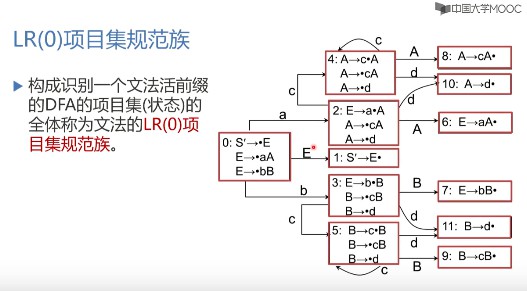 中国大学MOOC
LR(0)项目集规范族
构成识别一个文法活前缀
的DFA的项目集(状态)的
全体称为文法的LR(0)项
目集规范族。
c
4: A→c•A
A→•cA
A→•d
A
8: A→cA•
d
10: A→d•
c
a
2: E→a•A
A→•cA
A→•d
d
A
6: E→aA•
0: S′→•E
E→•aA
E→•bB
E
1: S′→E•
b
3: E→b•B
B→•cB
B→•d
B
7: E→bB•
d
11: B→d•
c
5: B→c•B
B→•cB
B→•d
d
B
9: B→cB•
c